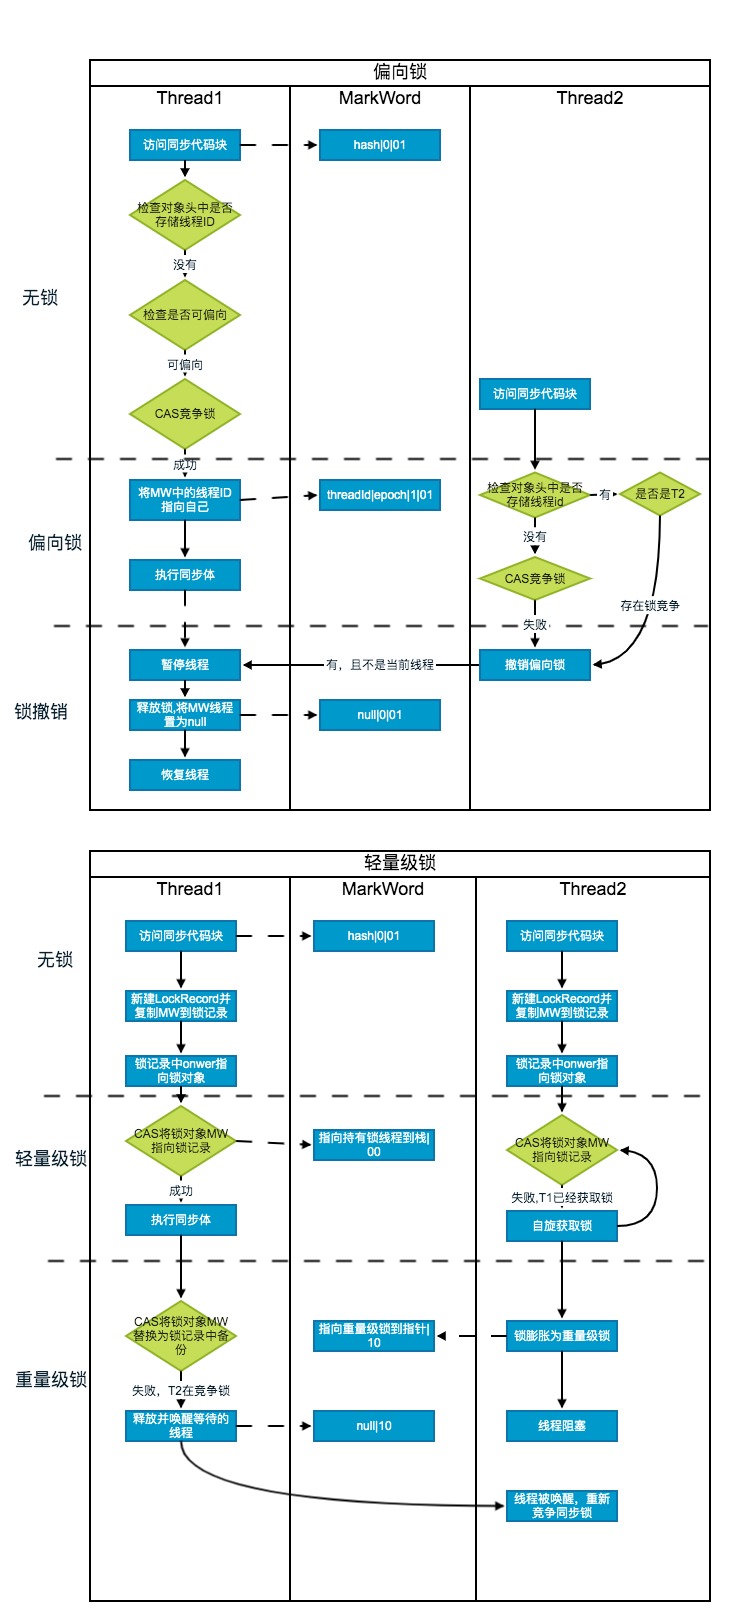 偏向锁
Thread1
MarkWord
Thread2
访问同步代码块
hash|0|01
检查对象头中是否
存储线程ID
没有
无锁
检查是否可偏向
可偏向
访问同步代码块
CAS竞争锁
成功
将MW中的线程ID
指向自己
threadId|epoch|1|01
检查对象头中是否
存储线程id
有
是否是T2
没有
偏向锁
执行同步体
CAS竞争锁
存在锁竞争
失败
暂停线程
有，且不是当前线程
撤销偏向锁
锁撤销
释放锁,将MW线程
置为null
null|0|01
恢复线程
轻量级锁
Thread1
MarkWord
Thread2
访问同步代码块
hash|0|01
访问同步代码块
无锁
新建LockRecord并
复制MW到锁记录
新建LockRecord并
复制MW到锁记录
锁记录中onwer指
向锁对象
锁记录中onwer指
向锁对象
CAS将锁对象MW
指向锁记录
指向持有锁线程到栈|
00
CAS将锁对象MW
指向锁记录
轻量级锁
成功
失败,T1已经获取锁
执行同步体
自旋获取锁
CAS将锁对象MW
替换为锁记录中备
份
指向重量级锁到指针|
10
锁膨胀为重量级锁
重量级锁
失败，T2在竞争锁
释放并唤醒等待的
线程
null|10
线程阻塞
线程被唤醒，重新
竞争同步锁